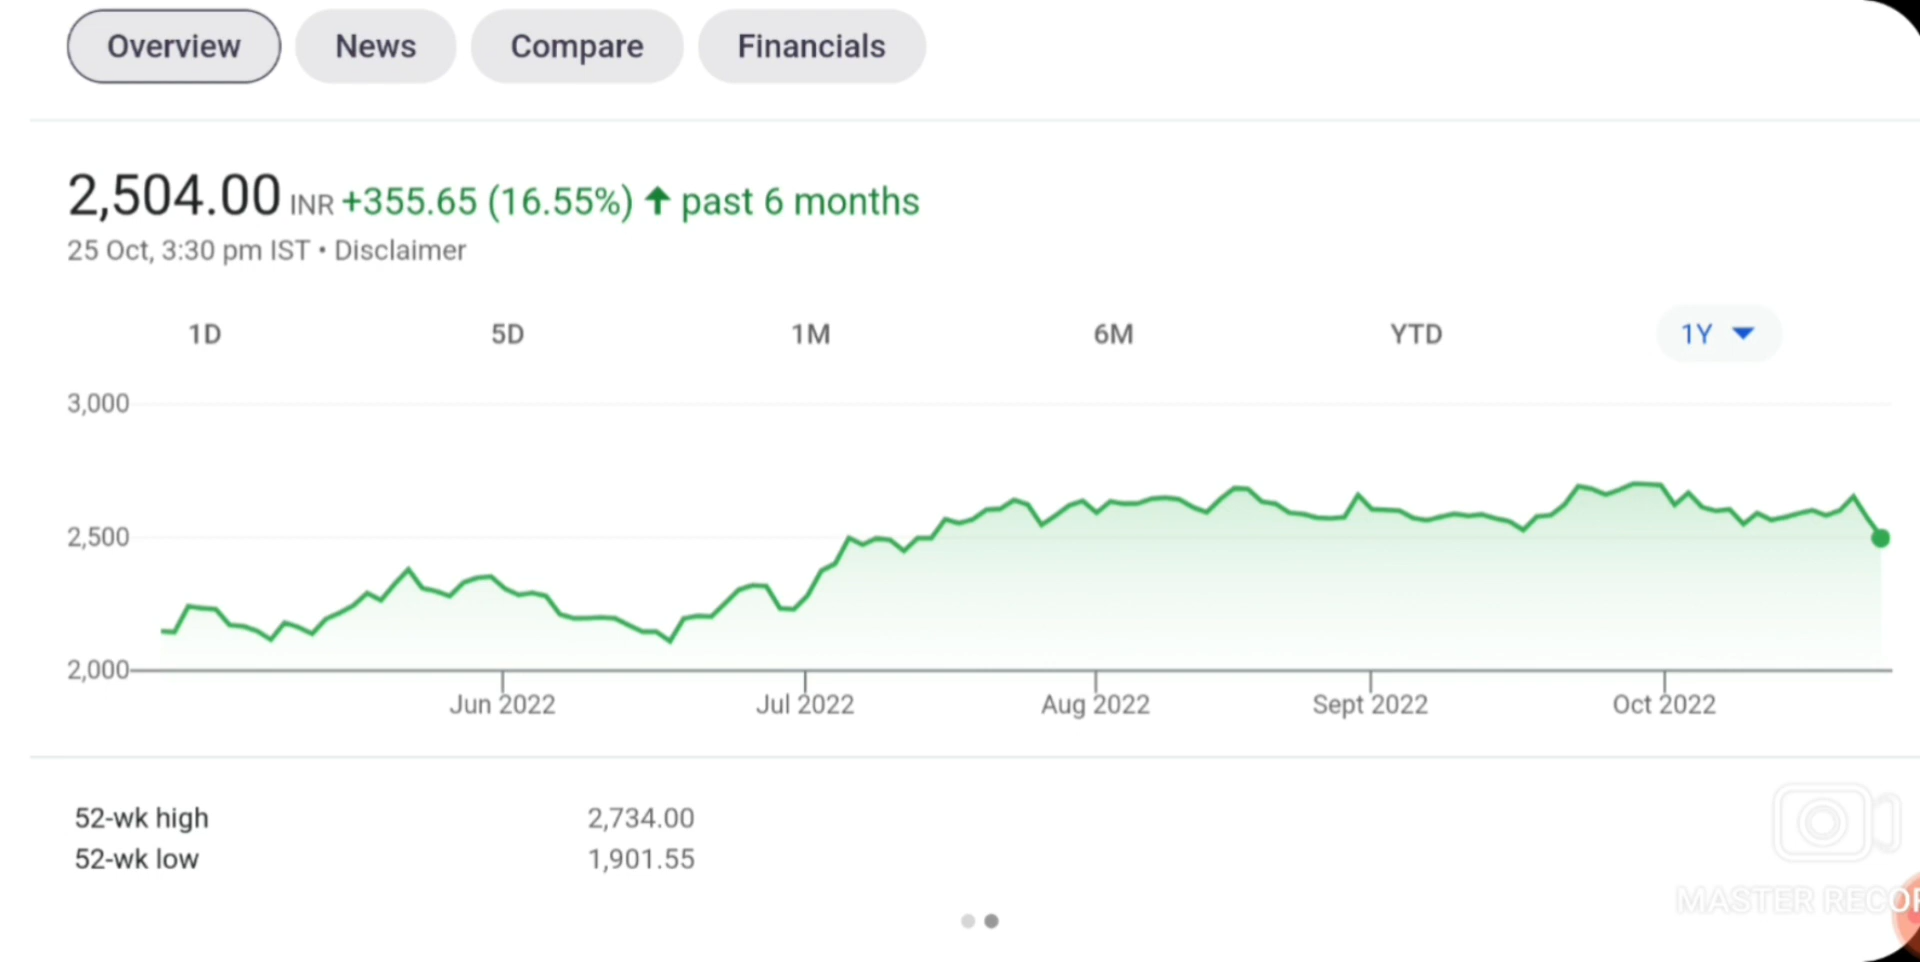 Overview News Compare Financials
2,504.00 INR +355.65 (16.55%) ↑ past 6 months
25 Oct, 3:30 pm IST • Disclaimer
1D 5D 1M 6M YTD 1Y
3,000
2,500
2,000
Jun 2022 Jul 2022 Aug 2022 Sept 2022 Oct 2022
52-wk high 2,734.00
52-wk low 1,901.55
MASTER RECOR